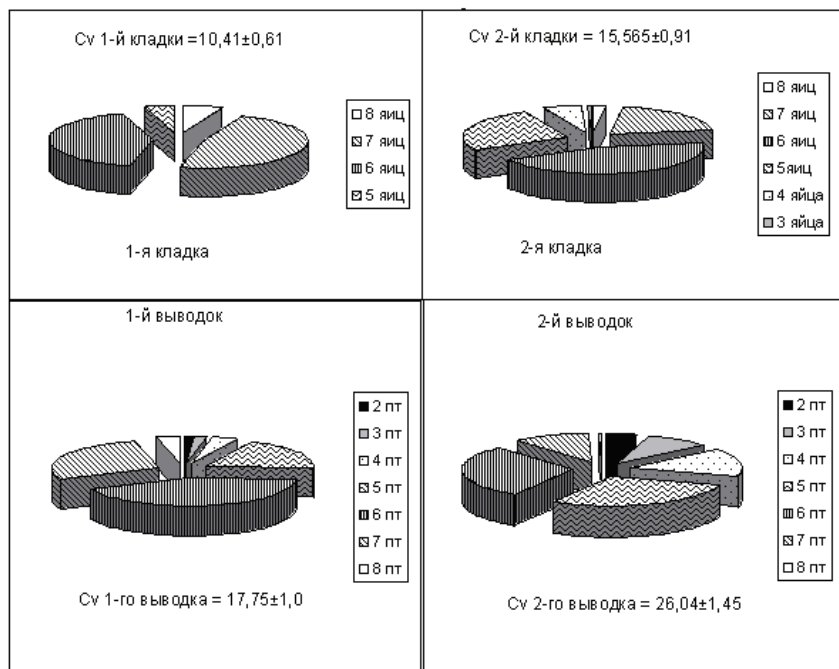 Cv 1-й кладки =10,41±0,61
8 яиц
7 яиц
6 яиц
5 яиц
1-я кладка
Cv 2-й кладки = 15,565±0,91
8 яиц
7 яиц
6 яиц
5яиц
4 яйца
3 яйца
2-я кладка
1-й выводок
2 пт
3 пт
4 пт
5 пт
6 пт
7 пт
8 пт
Cv 1-го выводка = 17,75±1,0
2-й выводок
2 пт
3 пт
4 пт
5 пт
6 пт
7 пт
8 пт
Cv 2-го выводка = 26,04±1,45